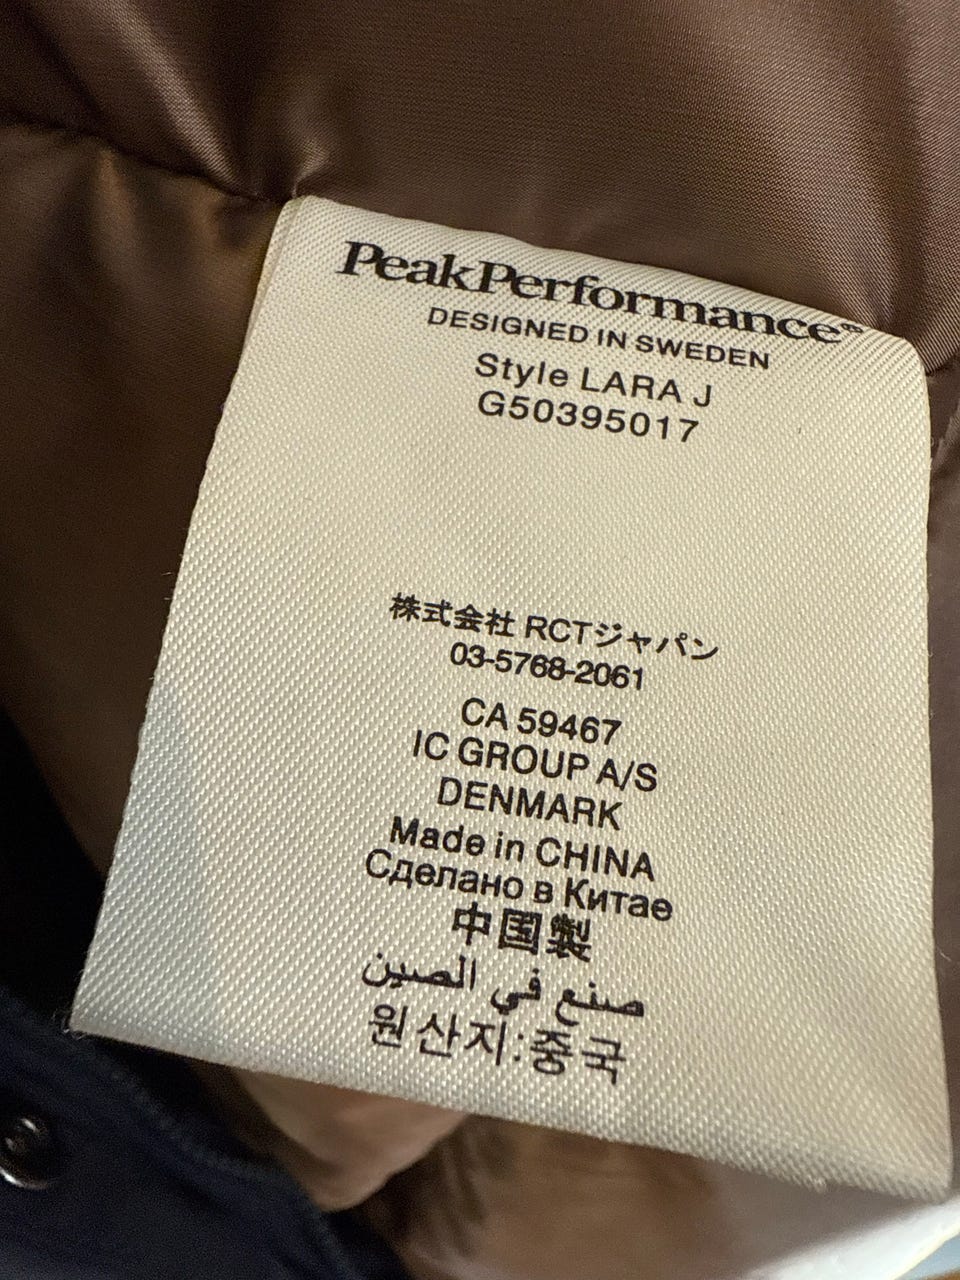 PeakPerformance®
DESIGNED IN SWEDEN
Style LARA J
G50395017
株式会社 RCTジャパン
03-5768-2061
CA 59467
IC GROUP A/S
DENMARK
Made in CHINA
Сделано в Китае
中国製
صنع في الصين
원산지:중국